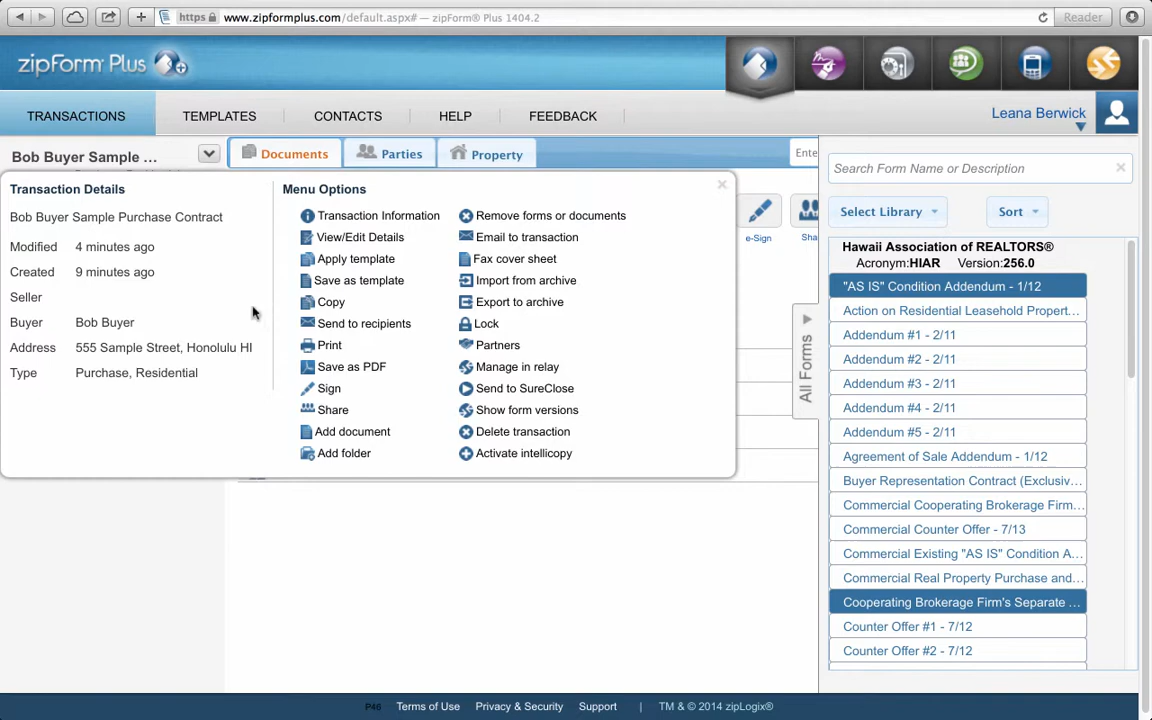 https www.zipformplus.com/default.aspx# — zipForm® Plus 1404.2
Reader
zipForm® Plus
TRANSACTIONS TEMPLATES CONTACTS HELP FEEDBACK
Leana Berwick
Bob Buyer Sample ...
Documents Parties Property
Transaction Details
Bob Buyer Sample Purchase Contract
Modified 4 minutes ago
Created 9 minutes ago
Seller
Buyer Bob Buyer
Address 555 Sample Street, Honolulu HI
Type Purchase, Residential
Menu Options
Transaction Information
View/Edit Details
Apply template
Save as template
Copy
Send to recipients
Print
Save as PDF
Sign
Share
Add document
Add folder
Remove forms or documents
Email to transaction
Fax cover sheet
Import from archive
Export to archive
Lock
Partners
Manage in relay
Send to SureClose
Show form versions
Delete transaction
Activate intellicopy
Ente
e-Sign
Sha
All Forms
Search Form Name or Description
Select Library Sort
Hawaii Association of REALTORS®
Acronym:HIAR Version:256.0
"AS IS" Condition Addendum - 1/12
Action on Residential Leasehold Propert...
Addendum #1 - 2/11
Addendum #2 - 2/11
Addendum #3 - 2/11
Addendum #4 - 2/11
Addendum #5 - 2/11
Agreement of Sale Addendum - 1/12
Buyer Representation Contract (Exclusiv...
Commercial Cooperating Brokerage Firm...
Commercial Counter Offer - 7/13
Commercial Existing "AS IS" Condition A...
Commercial Real Property Purchase and...
Cooperating Brokerage Firm's Separate ...
Counter Offer #1 - 7/12
Counter Offer #2 - 7/12
P46 Terms of Use Privacy & Security Support | TM & © 2014 zipLogix®